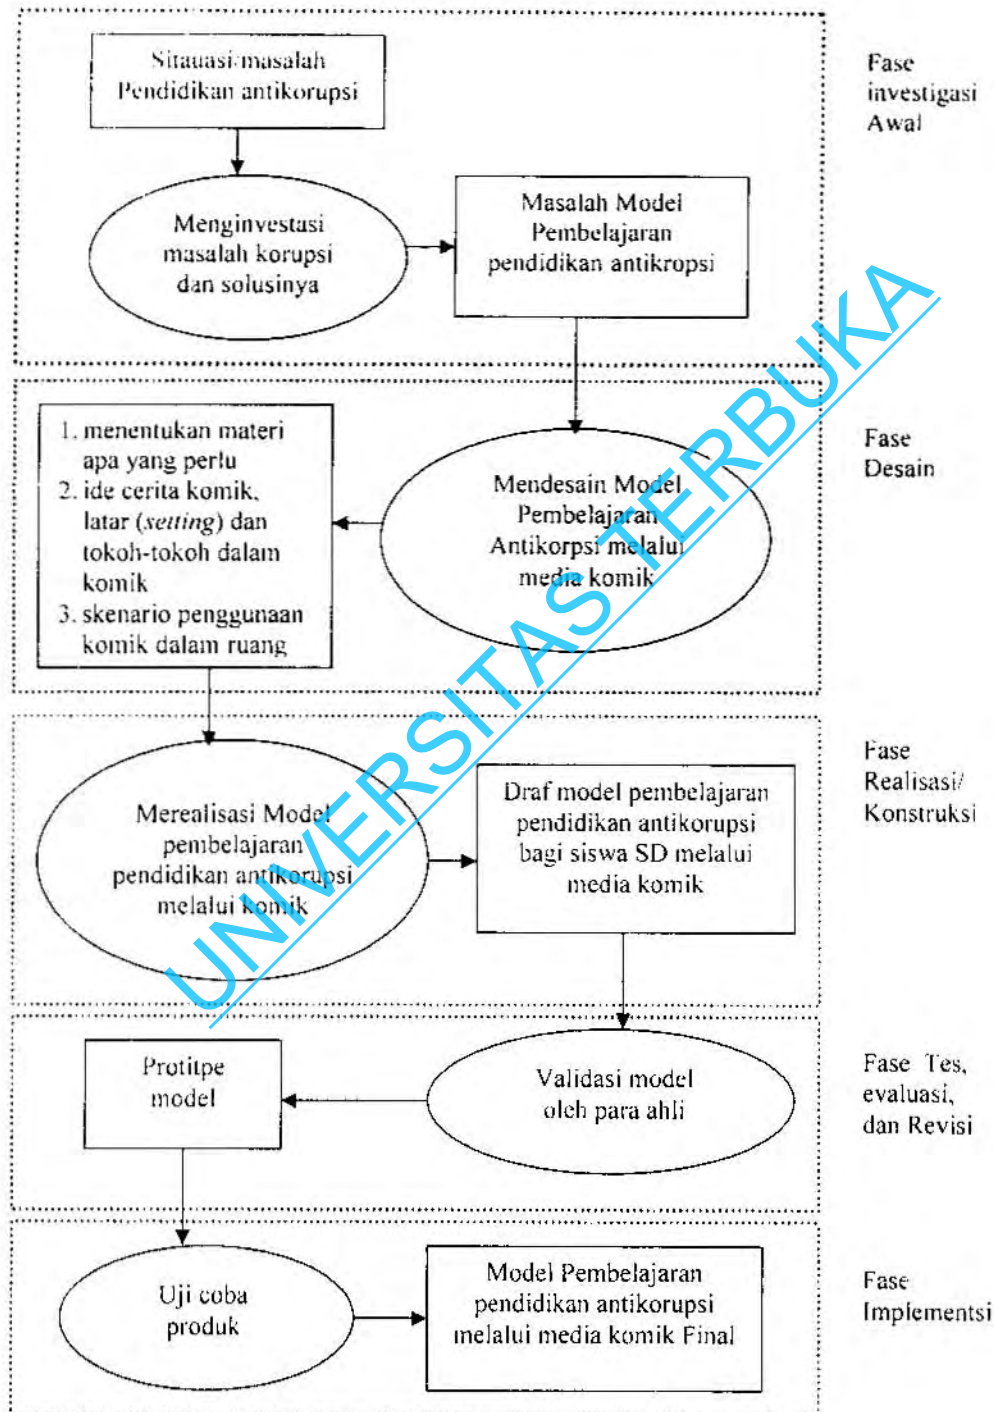 Sitauasi/masalah
Pendidikan antikorupsi
Fase
investigasi
Awal
Menginvestasi
masalah korupsi
dan solusinya
Masalah Model
Pembelajaran
pendidikan antikropsi
1. menentukan materi
apa yang perlu
2. ide cerita komik,
latar (setting) dan
tokoh-tokoh dalam
komik
3. skenario penggunaan
komik dalam ruang
Mendesain Model
Pembelajaran
Antikorpsi melalui
media komik
Fase
Desain
Merealisasi Model
pembelajaran
pendidikan antikorupsi
melalui komik
Draf model pembelajaran
pendidikan antikorupsi
bagi siswa SD melalui
media komik
Fase
Realisasi/
Konstruksi
Protitpe
model
Validasi model
oleh para ahli
Fase Tes,
evaluasi,
dan Revisi
Uji coba
produk
Model Pembelajaran
pendidikan antikorupsi
melalui media komik Final
Fase
Implementsi
UNIVERSITAS TERBUKA